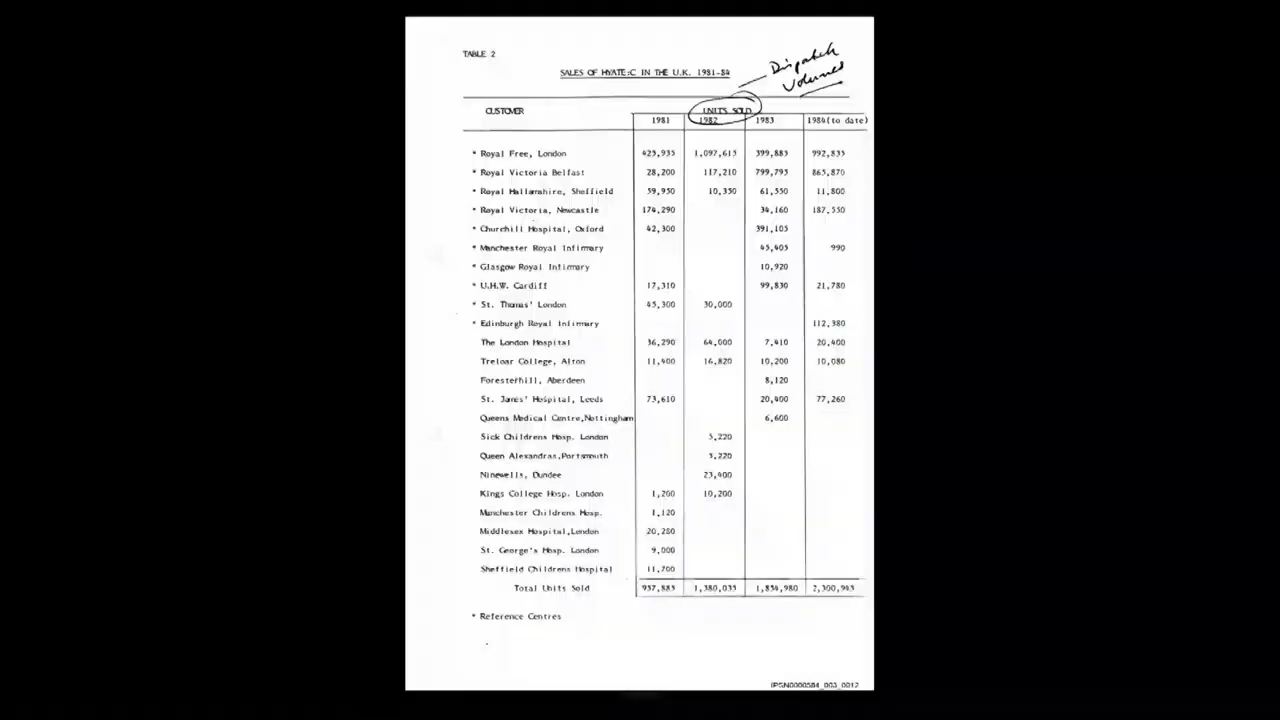 TABLE 2
Dispatch
Volumes
SALES OF HYATE:C IN THE U.K. 1981-84
CUSTOMER UNITS SOLD
1981 1982 1983 1984(to date)
* Royal Free, London 425,935 1,097,615 399,885 992,835
* Royal Victoria Belfast 28,200 117,210 799,795 865,870
* Royal Hallamshire, Sheffield 59,950 10,350 61,550 11,800
* Royal Victoria, Newcastle 174,290 34,160 187,550
* Churchill Hospital, Oxford 42,300 391,105
* Manchester Royal Infirmary 45,405 990
* Glasgow Royal Infirmary 10,920
* U.H.W. Cardiff 17,310 99,830 21,780
* St. Thomas' London 45,300 30,000
* Edinburgh Royal Infirmary 112,380
The London Hospital 36,290 64,000 7,410 20,400
Treloar College, Alton 11,400 16,820 10,200 10,080
Foresterhill, Aberdeen 8,120
St. James' Hospital, Leeds 73,610 20,400 77,260
Queens Medical Centre,Nottingham 6,600
Sick Childrens Hosp. London 5,220
Queen Alexandras,Portsmouth 5,220
Ninewells, Dundee 23,400
Kings College Hosp. London 1,200 10,200
Manchester Childrens Hosp. 1,120
Middlesex Hospital,London 20,280
St. George's Hosp. London 9,000
Sheffield Childrens Hospital 11,700
Total Units Sold 957,885 1,380,035 1,854,980 2,300,945
* Reference Centres
IPSN0000584_003_0012